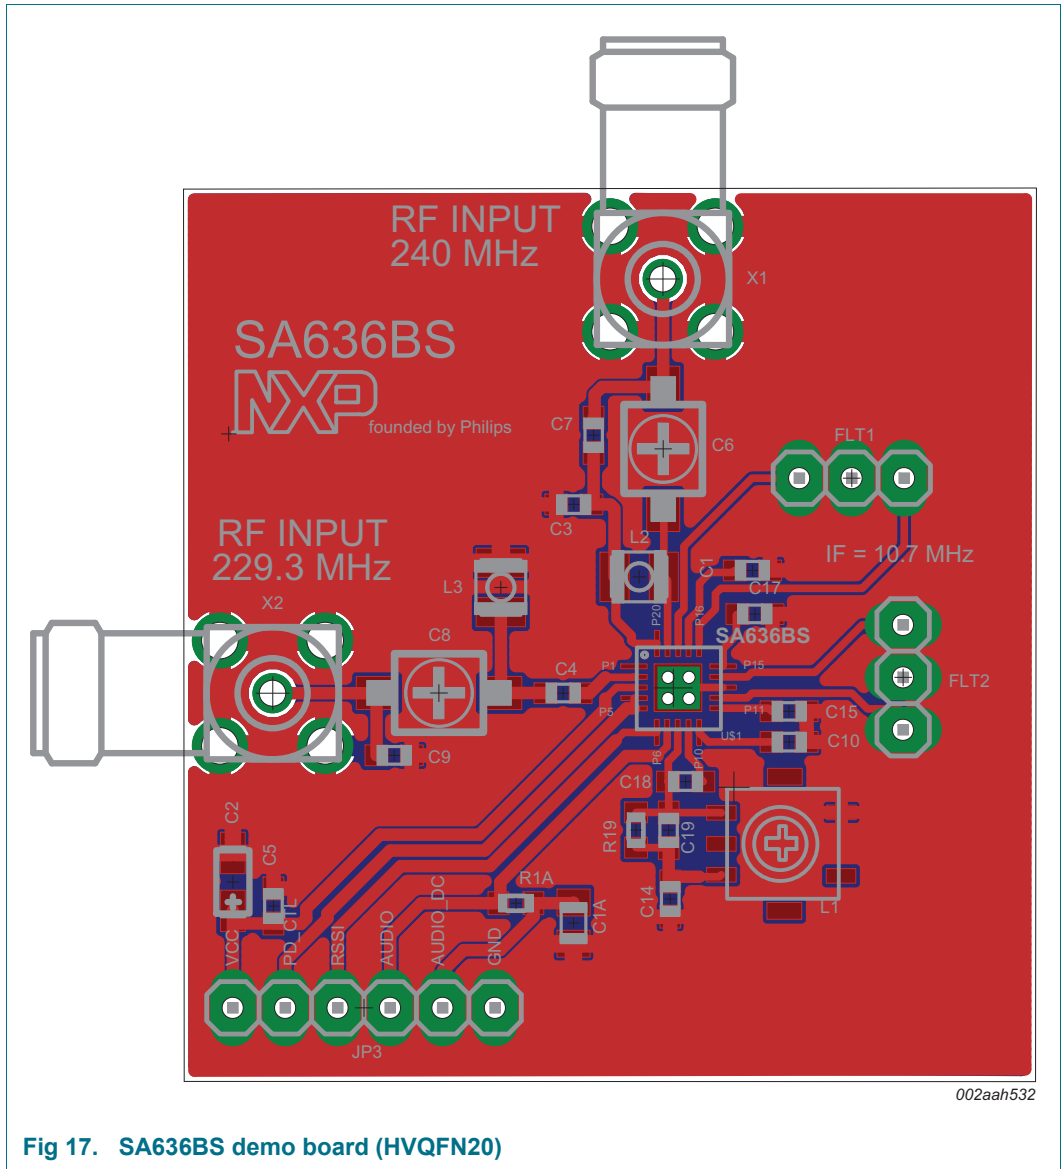 RF INPUT
240 MHz
X1
SA636BS
NXP
founded by Philips
C7
C6
FLT1
C3
RF INPUT
229.3 MHz
L2
IF = 10.7 MHz
C1
C17
L3
X2
P20
P16
SA636BS
C8
C4
P1
P15
FLT2
P5
P11
C15
U$1
C10
C9
P6
P10
C18
C2
C5
R19
C19
R1A
C14
C1A
L1
VCC
PD_CTL
RSSI
AUDIO
AUDIO_DC
GND
JP3
002aah532
Fig 17. SA636BS demo board (HVQFN20)